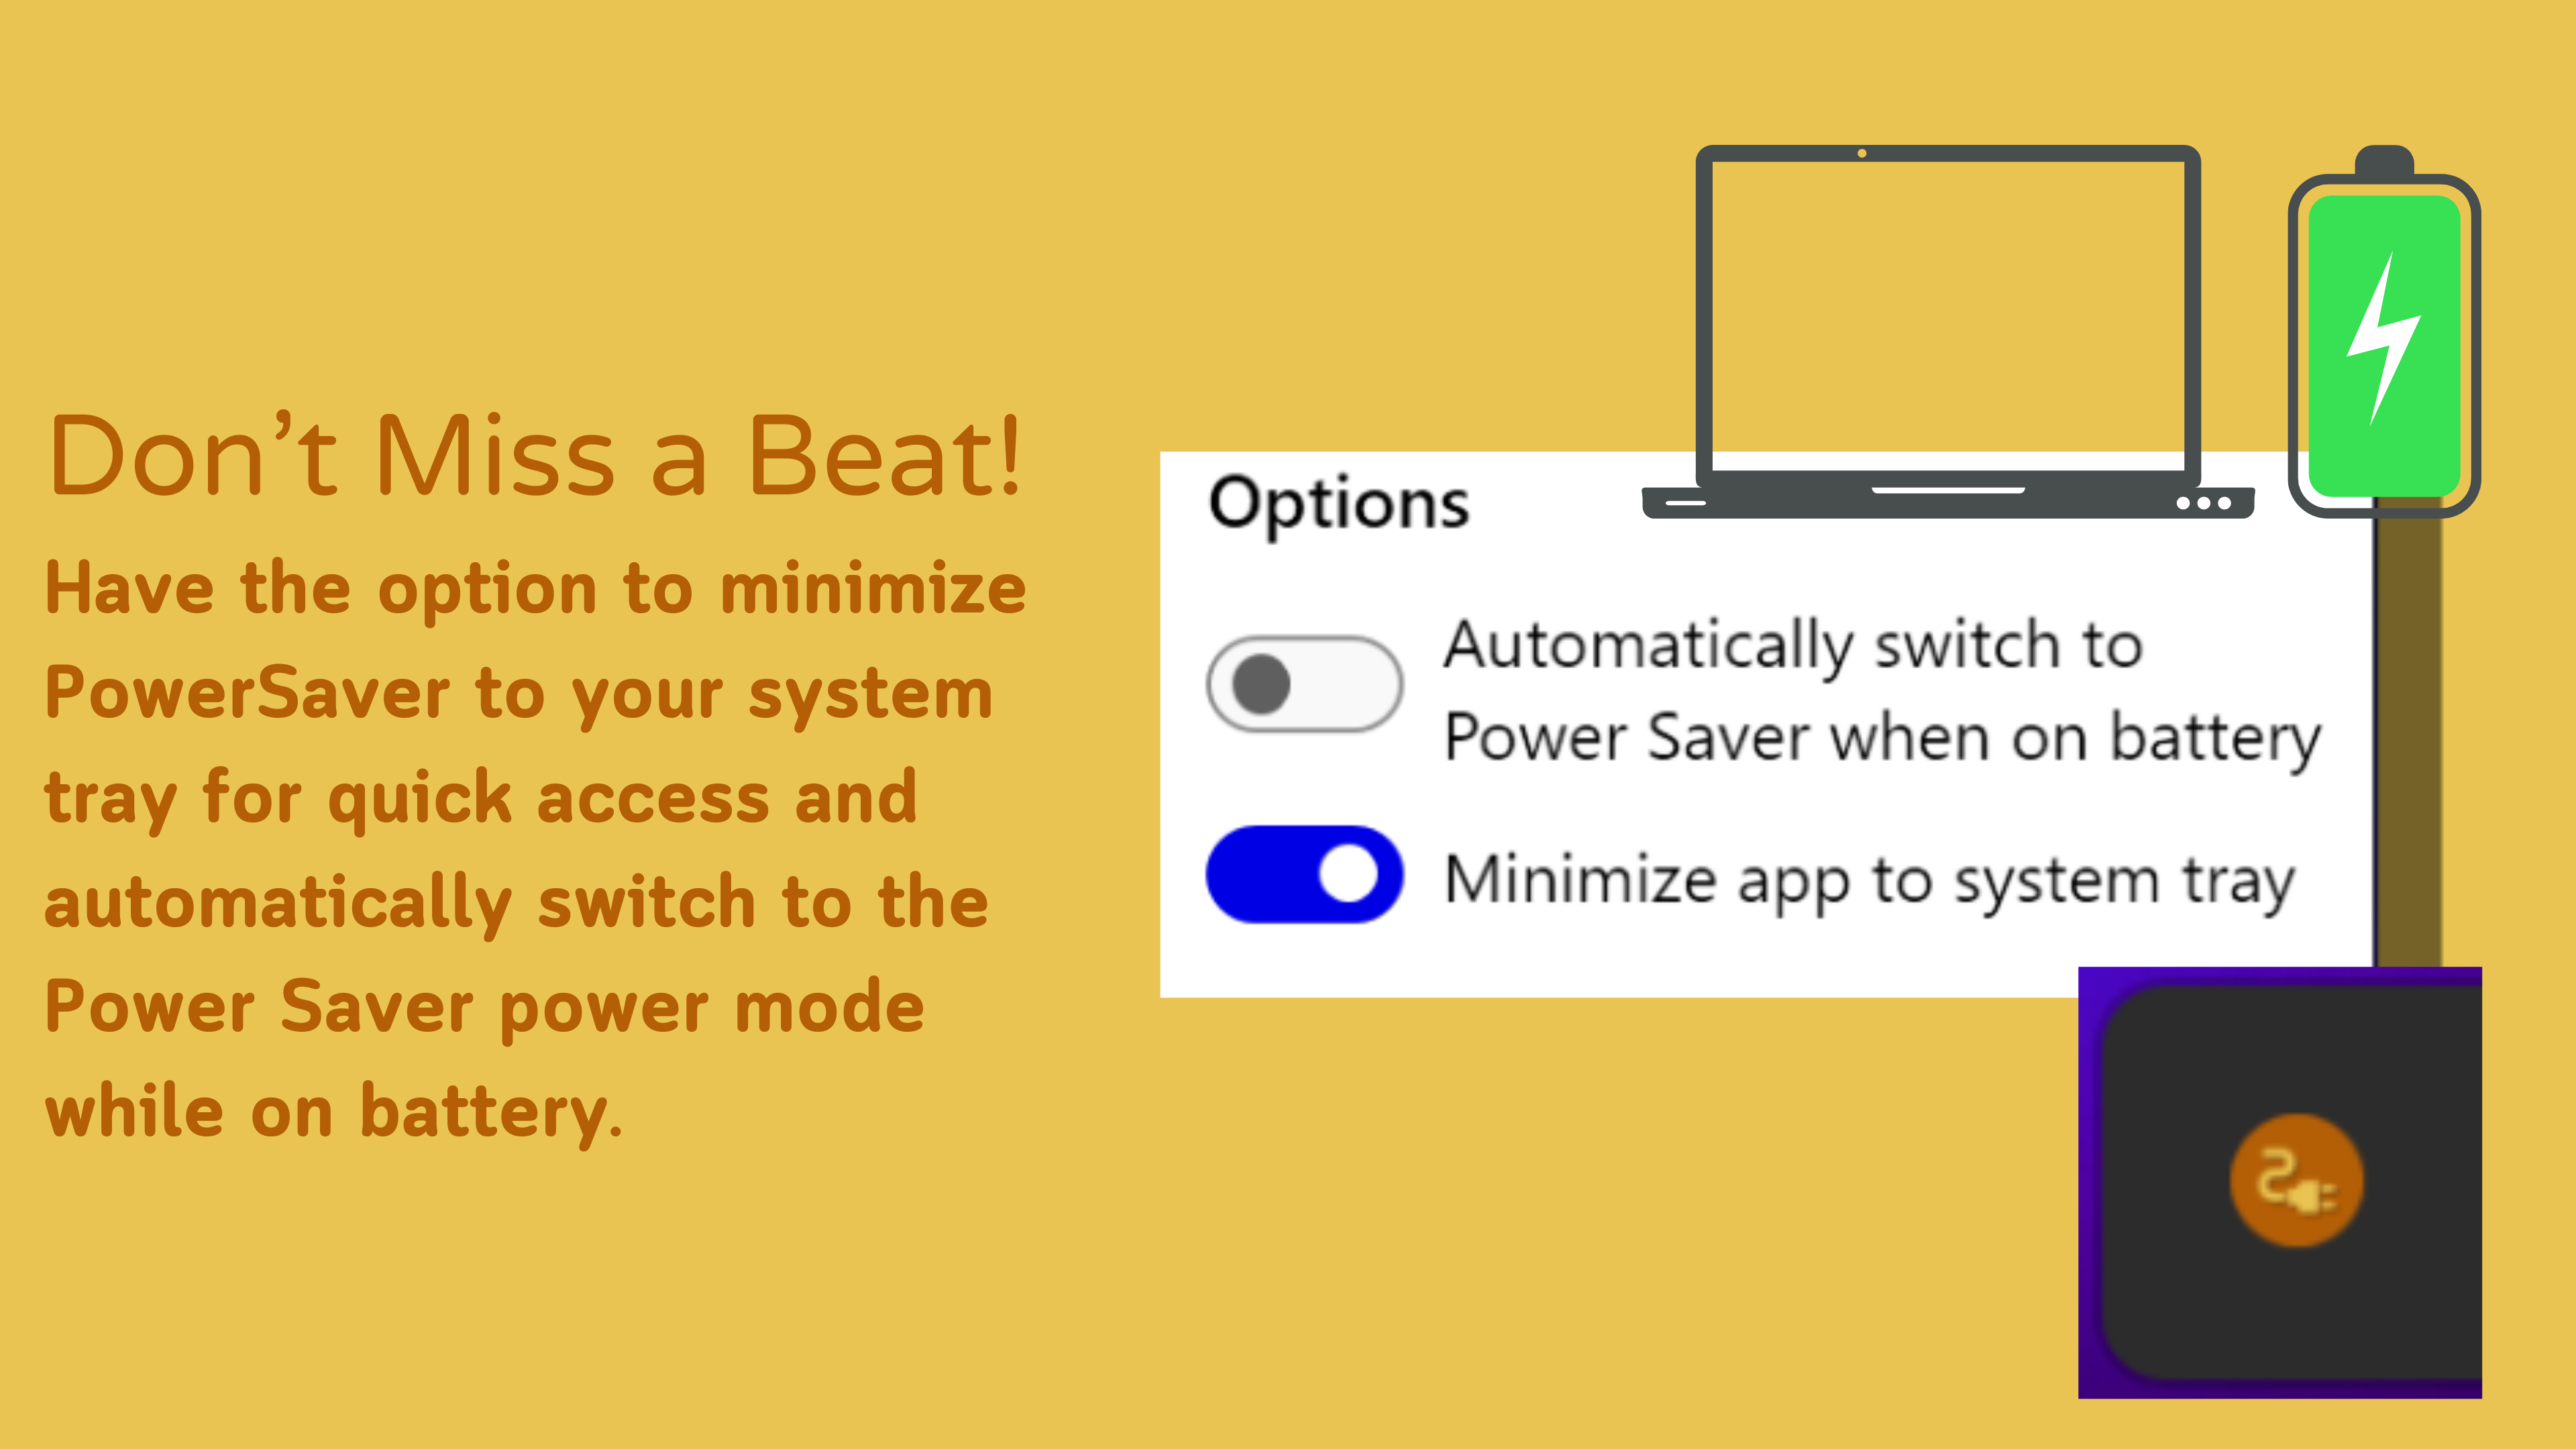 Don't Miss a Beat!
Have the option to minimize
PowerSaver to your system
tray for quick access and
automatically switch to the
Power Saver power mode
while on battery.
Options
Automatically switch to
Power Saver when on battery
Minimize app to system tray